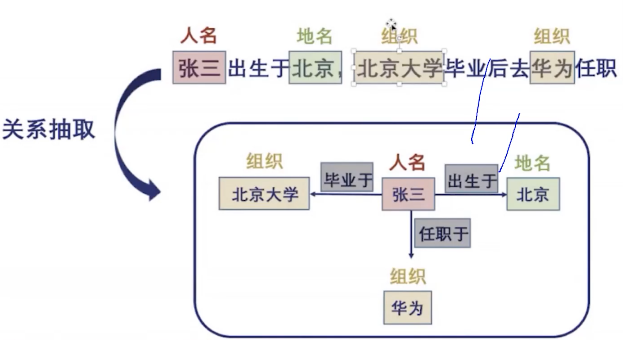 人名 地名 组织 组织
张三出生于北京，北京大学毕业后去华为任职
关系抽取
组织 人名 地名
北京大学 毕业于 张三 出生于 北京
任职于
组织
华为